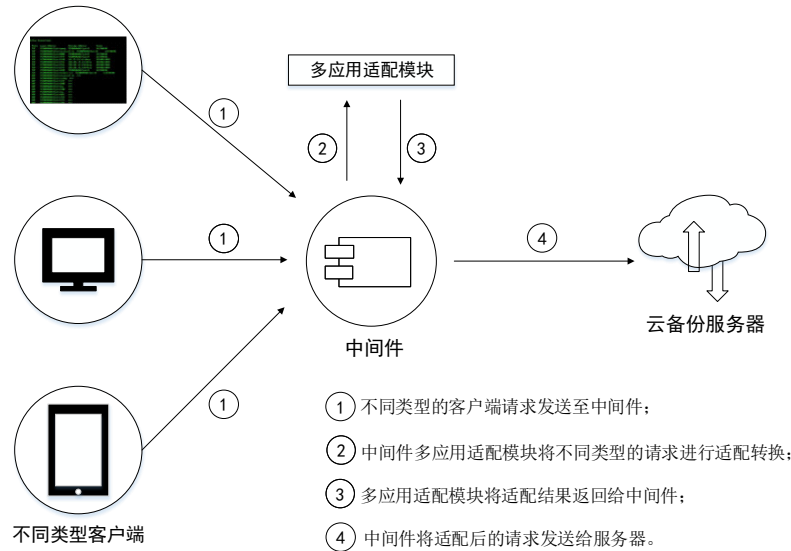 多应用适配模块
1
2
3
1
4
云备份服务器
中间件
1
不同类型客户端
1 不同类型的客户端请求发送至中间件；
2 中间件多应用适配模块将不同类型的请求进行适配转换；
3 多应用适配模块将适配结果返回给中间件；
4 中间件将适配后的请求发送给服务器。